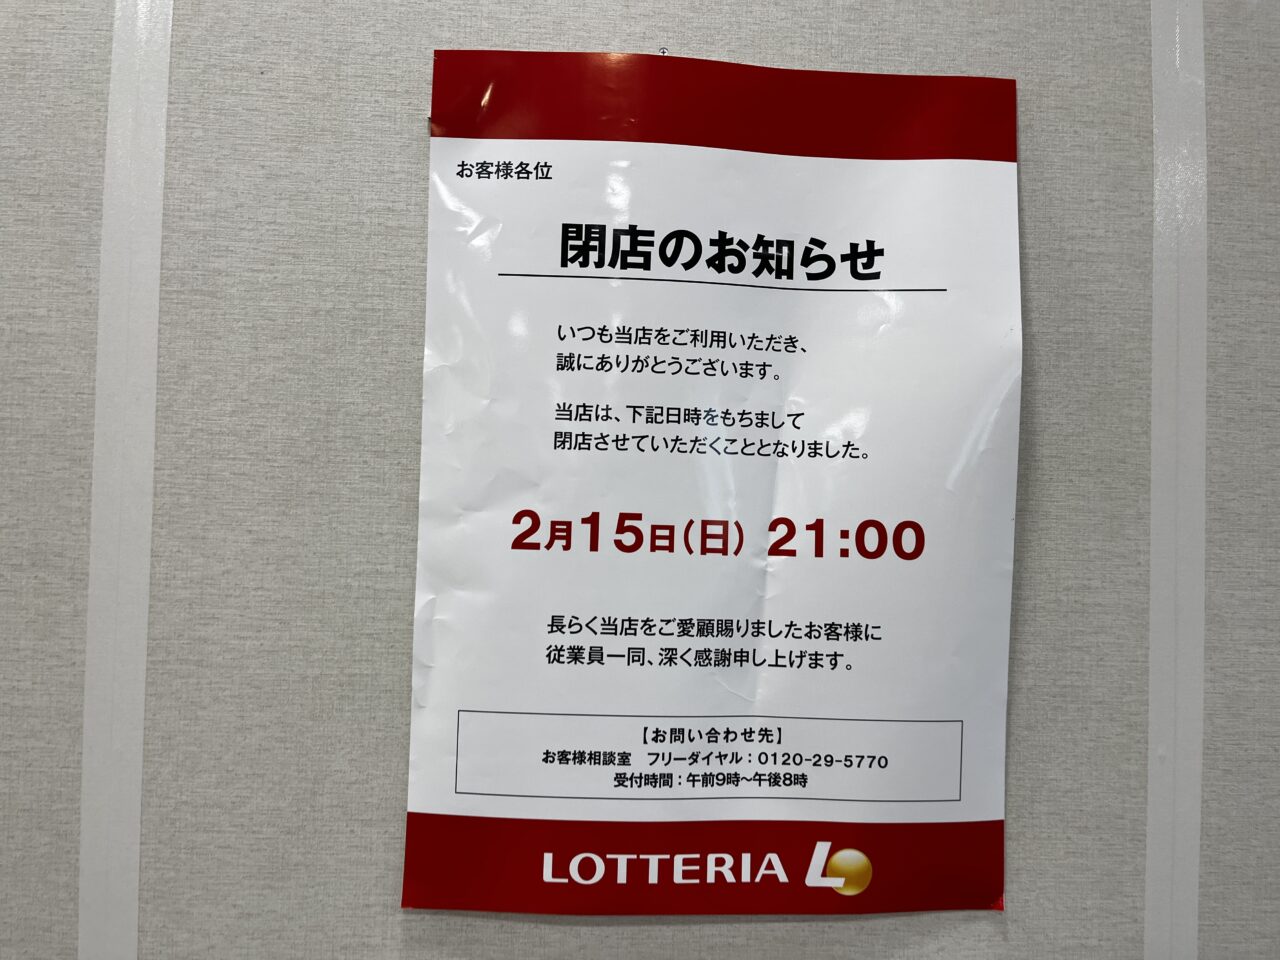 お客様各位
閉店のお知らせ
いつも当店をご利用いただき、
誠にありがとうございます。
当店は、下記日時をもちまして
閉店させていただくこととなりました。
2月15日(日) 21:00
長らく当店をご愛顧賜りましたお客様に
従業員一同、深く感謝申し上げます。
【お問い合わせ先】
お客様相談室 フリーダイヤル：0120-29-5770
受付時間：午前9時～午後8時
LOTTERIA L